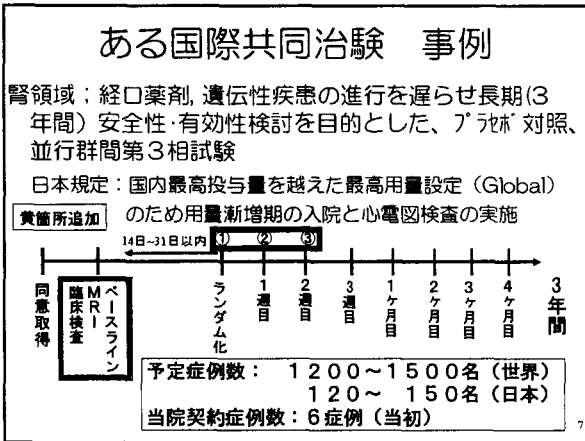 ある国際共同治験 事例
腎領域；経口薬剤, 遺伝性疾患の進行を遅らせ長期(3
年間) 安全性･有効性検討を目的とした、プラセボ対照、
並行群間第3相試験
日本規定：国内最高投与量を越えた最高用量設定（Global）
のため用量漸増期の入院と心電図検査の実施
黄箇所追加
14日~31日以内
① ② ③
同意取得
ベースライン
MRI
臨床検査
ランダム化
1週目
2週目
3週目
1ヶ月目
2ヶ月目
3ヶ月目
4ヶ月目
3年間
予定症例数： 1200～1500名（世界）
120～ 150名（日本）
当院契約症例数：6症例（当初）
7